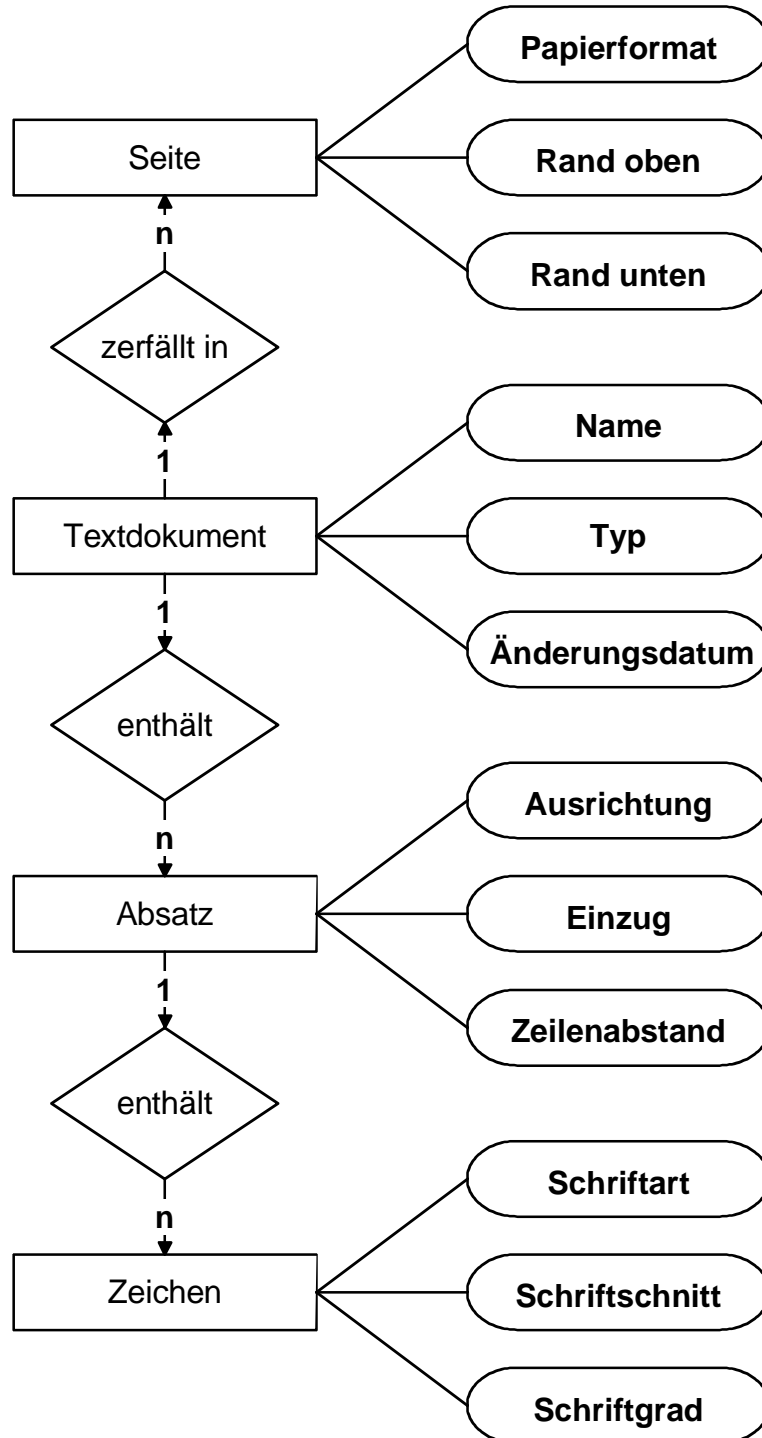 Papierformat
Seite
Rand oben
n
Rand unten
zerfällt in
Name
1
Textdokument
Typ
1
Änderungsdatum
enthält
Ausrichtung
n
Absatz
Einzug
1
Zeilenabstand
enthält
Schriftart
n
Zeichen
Schriftschnitt
Schriftgrad